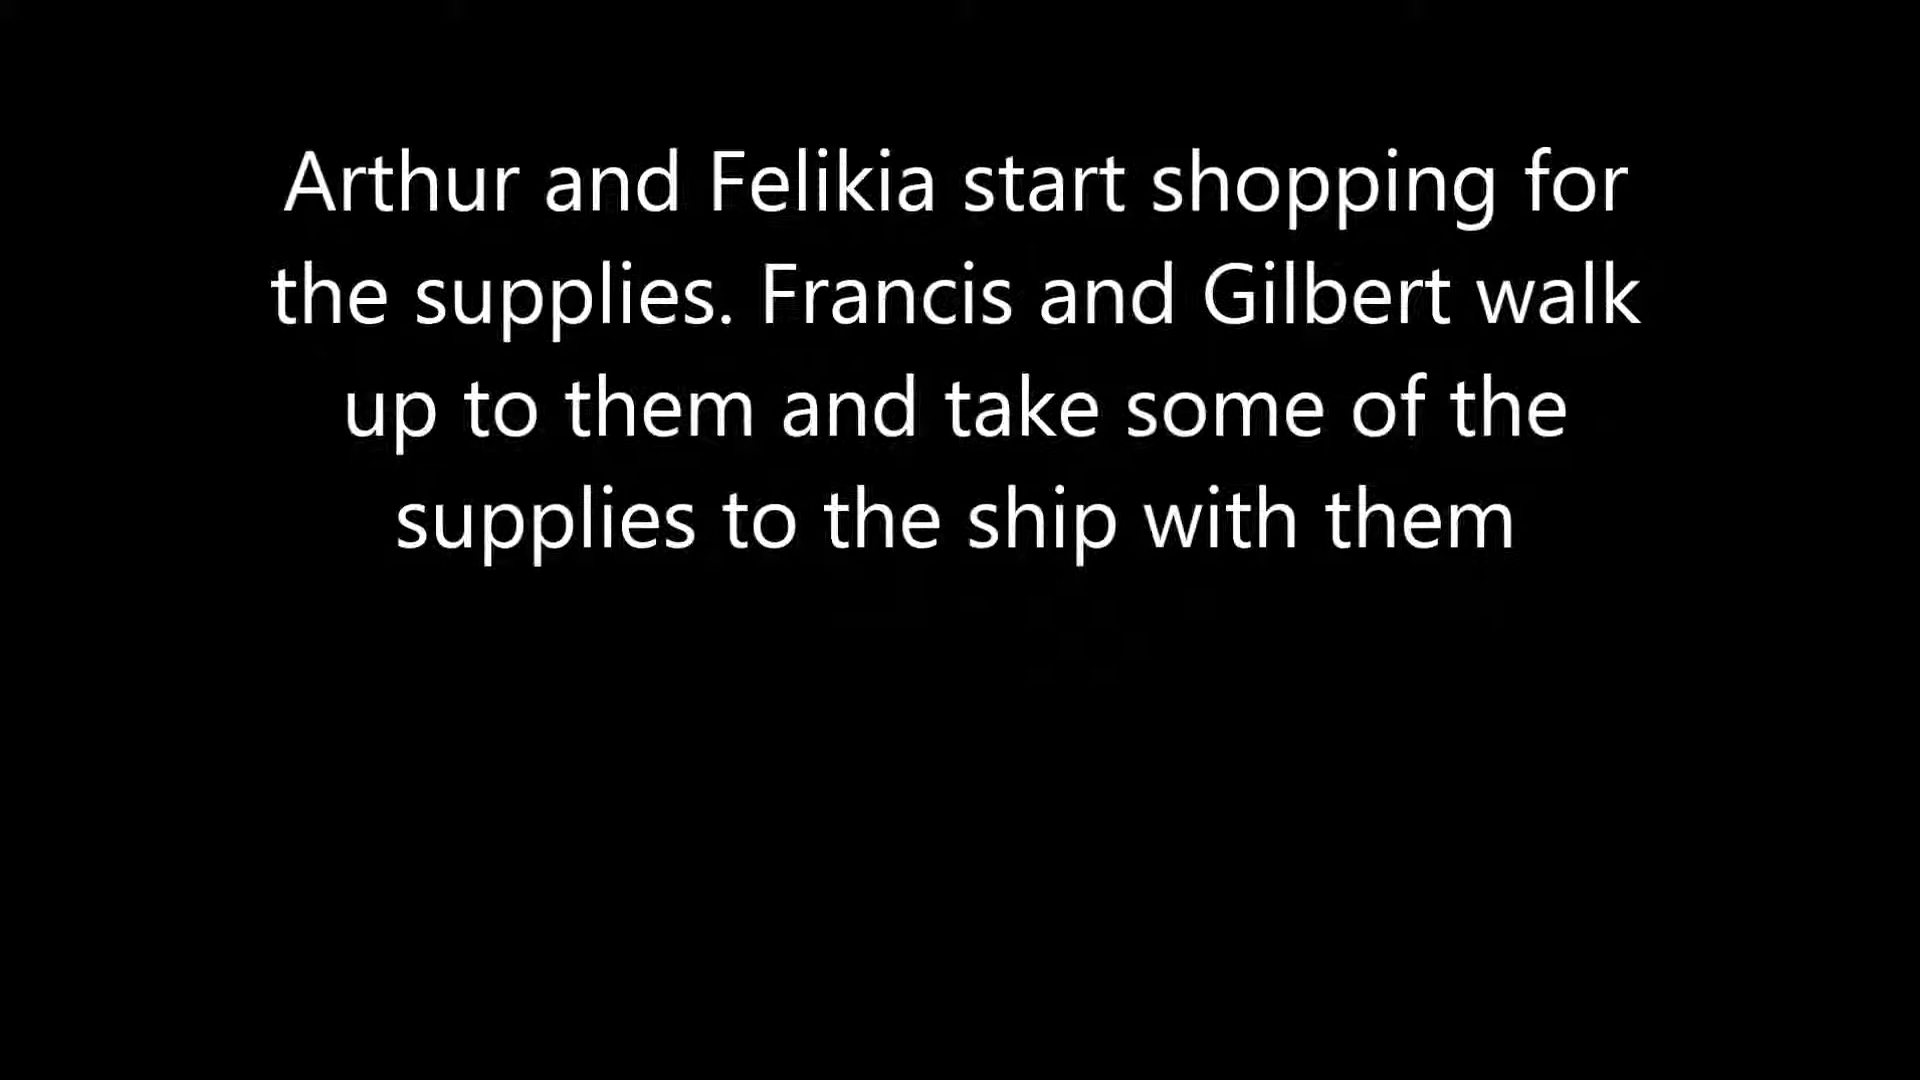 Arthur and Felikia start shopping for
the supplies. Francis and Gilbert walk
up to them and take some of the
supplies to the ship with them